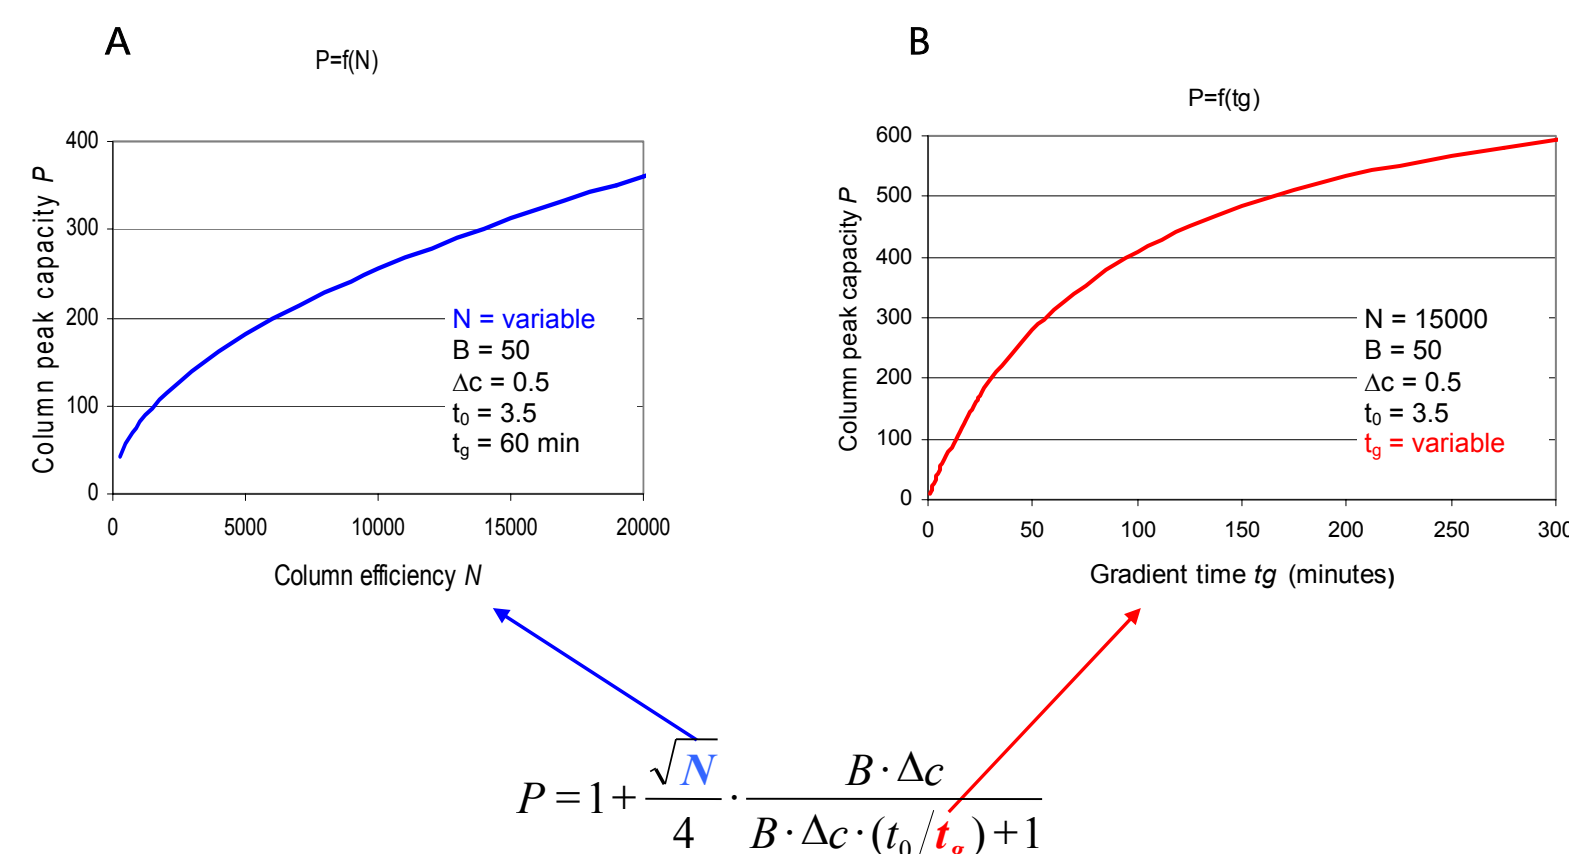 A
P=f(N)
400
300
200
100
0
Column peak capacity P
N = variable
B = 50
Δc = 0.5
t₀ = 3.5
tg = 60 min
0 5000 10000 15000 20000
Column efficiency N
B
P=f(tg)
600
500
400
300
200
100
0
Column peak capacity P
N = 15000
B = 50
Δc = 0.5
t₀ = 3.5
tg = variable
0 50 100 150 200 250 300
Gradient time tg (minutes)
P = 1 + √N / 4 · B · Δc / B · Δc · (t₀ / tg) + 1